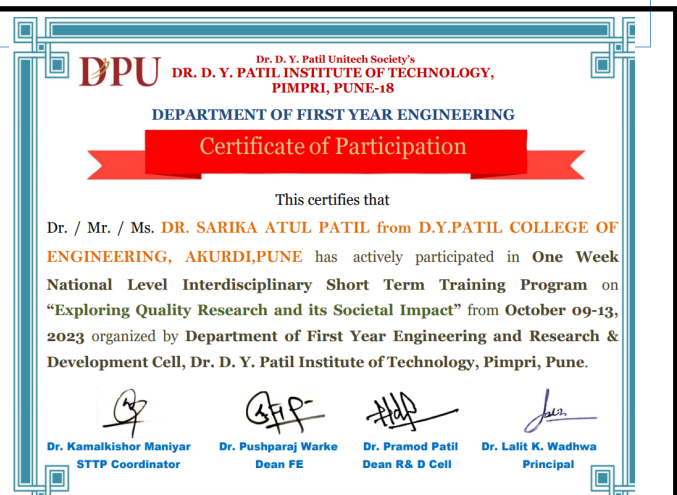 DPU
Dr. D. Y. Patil Unitech Society's
DR. D. Y. PATIL INSTITUTE OF TECHNOLOGY,
PIMPRI, PUNE-18
DEPARTMENT OF FIRST YEAR ENGINEERING
Certificate of Participation
This certifies that
Dr. / Mr. / Ms. DR. SARIKA ATUL PATIL from D.Y.PATIL COLLEGE OF
ENGINEERING, AKURDI,PUNE has actively participated in One Week
National Level Interdisciplinary Short Term Training Program on
“Exploring Quality Research and its Societal Impact” from October 09-13,
2023 organized by Department of First Year Engineering and Research &
Development Cell, Dr. D. Y. Patil Institute of Technology, Pimpri, Pune.
Dr. Kamalkishor Maniyar Dr. Pushparaj Warke Dr. Pramod Patil Dr. Lalit K. Wadhwa
STTP Coordinator Dean FE Dean R& D Cell Principal